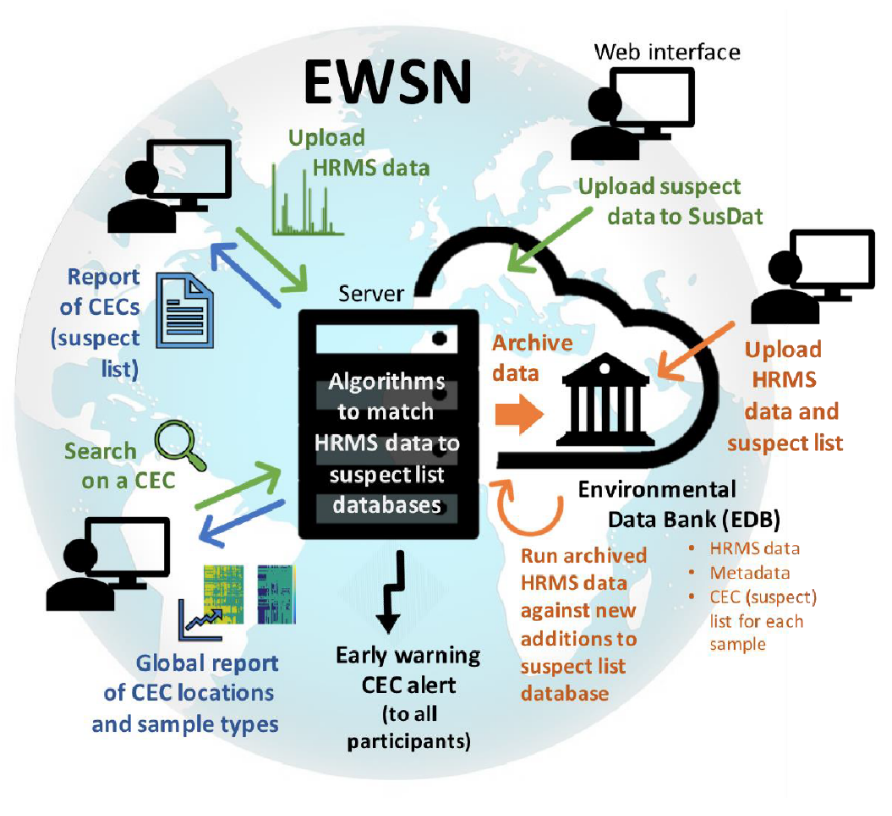 EWSN
Web interface
Upload
HRMS data
Upload suspect
data to SusDat
Report
of CECs
(suspect
list)
Server
Algorithms
to match
HRMS data to
suspect list
databases
Archive
data
Upload
HRMS
data and
suspect list
Search
on a CEC
Environmental
Data Bank (EDB)
• HRMS data
• Metadata
• CEC (suspect)
list for each
sample
Run archived
HRMS data
against new
additions to
suspect list
database
Early warning
CEC alert
(to all
participants)
Global report
of CEC locations
and sample types